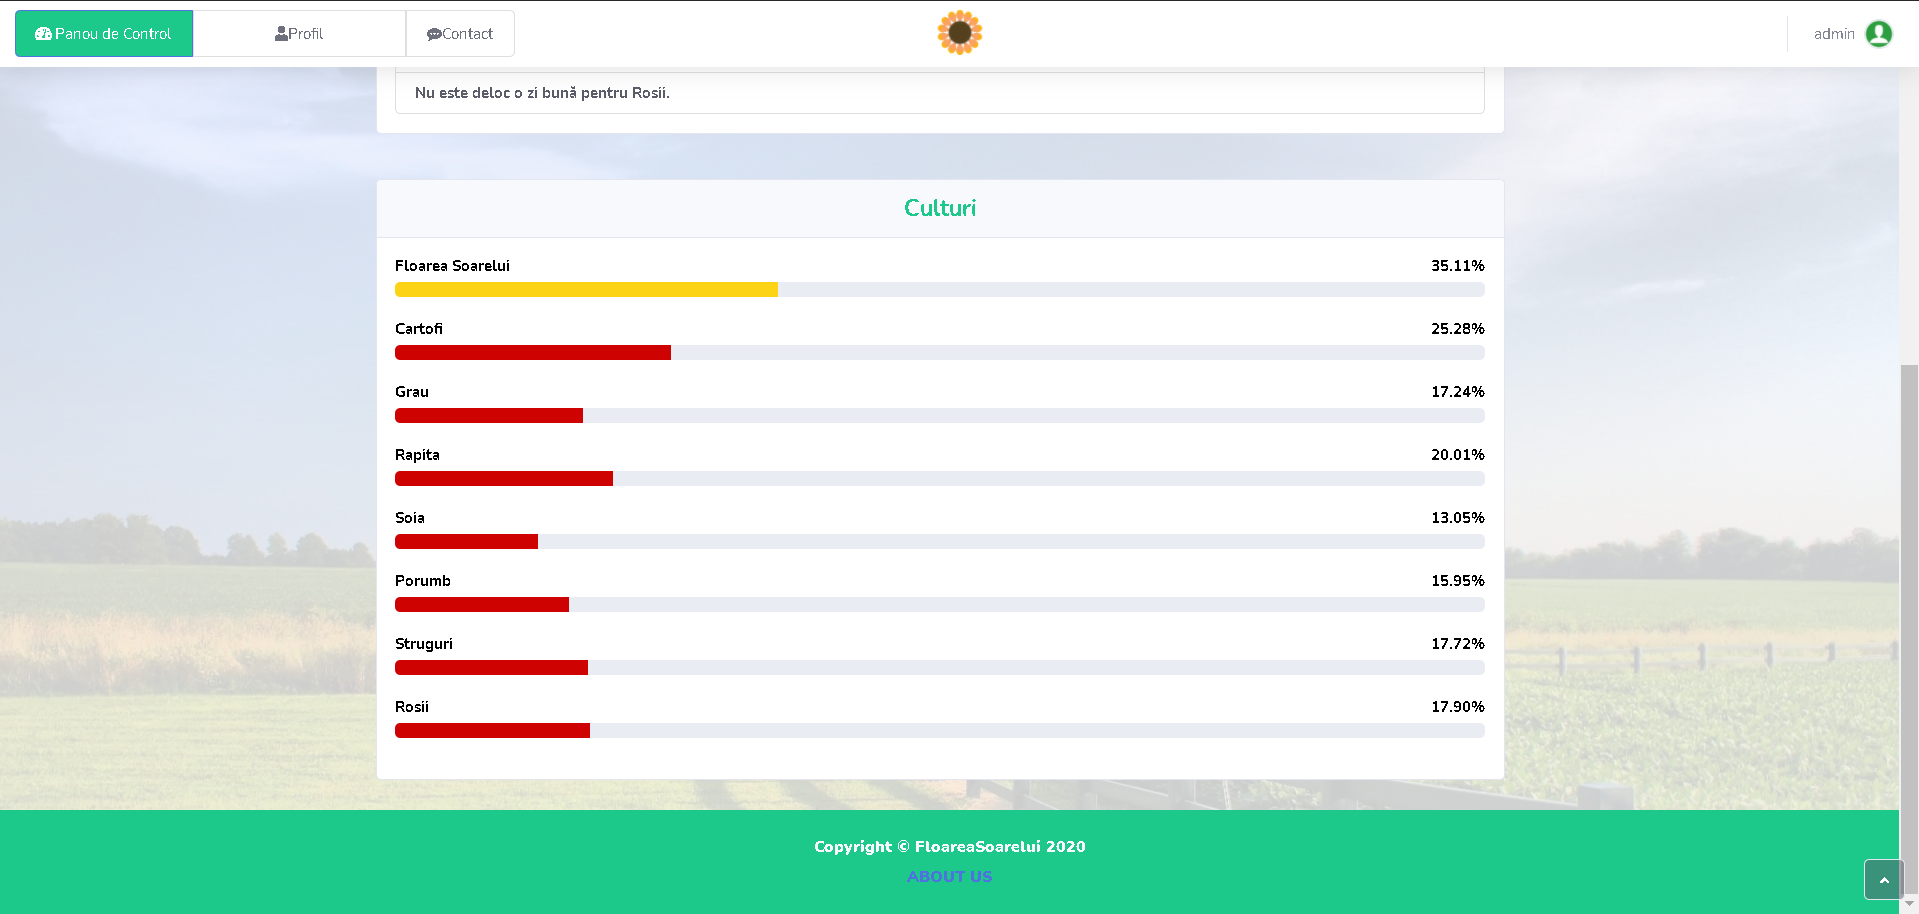 Panou de Control
Profil
Contact
admin
Nu este deloc o zi bună pentru Rosii.
Culturi
Floarea Soarelui 35.11%
Cartofi 25.28%
Grau 17.24%
Rapita 20.01%
Soia 13.05%
Porumb 15.95%
Struguri 17.72%
Rosii 17.90%
Copyright © FloareaSoarelui 2020
ABOUT US